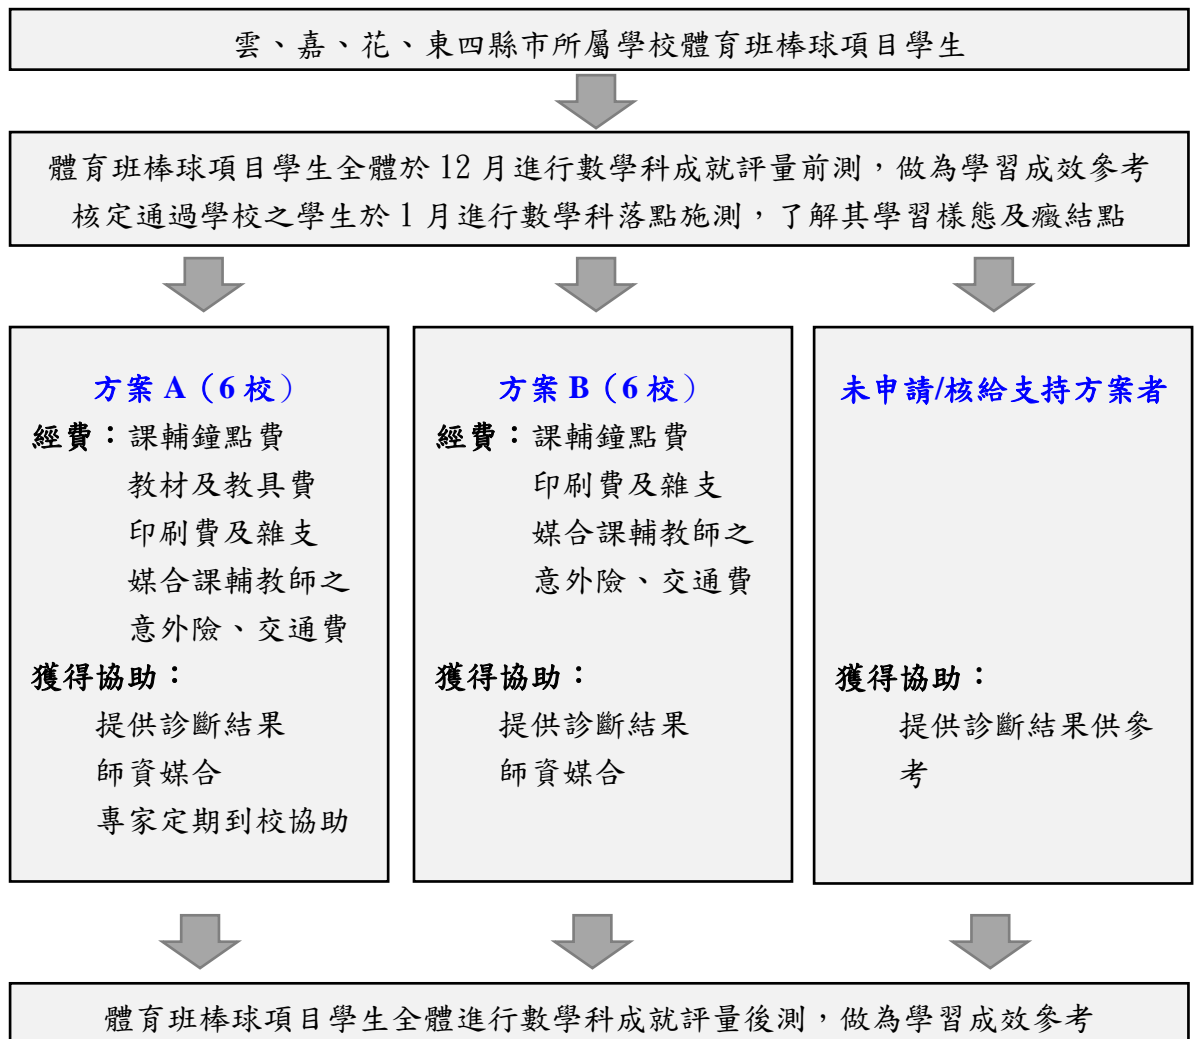 雲、嘉、花、東四縣市所屬學校體育班棒球項目學生
體育班棒球項目學生全體於 12 月進行數學科成就評量前測，做為學習成效參考
核定通過學校之學生於 1 月進行數學科落點施測，了解其學習樣態及癥結點
方案 A（6 校）
經費：課輔鐘點費
教材及教具費
印刷費及雜支
媒合課輔教師之
意外險、交通費
獲得協助：
提供診斷結果
師資媒合
專家定期到校協助
方案 B（6 校）
經費：課輔鐘點費
印刷費及雜支
媒合課輔教師之
意外險、交通費
獲得協助：
提供診斷結果
師資媒合
未申請/核給支持方案者
獲得協助：
提供診斷結果供參
考
體育班棒球項目學生全體進行數學科成就評量後測，做為學習成效參考